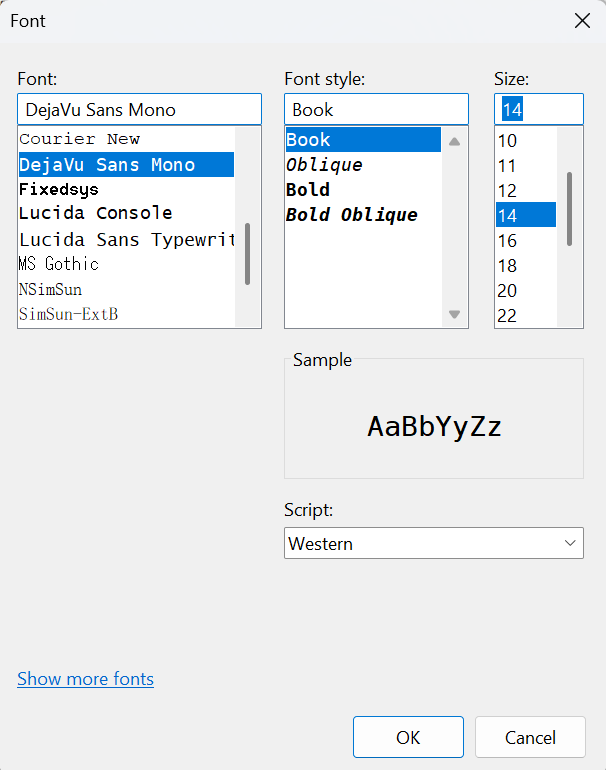 Font
Font:
DejaVu Sans Mono
Courier New
DejaVu Sans Mono
Fixedsys
Lucida Console
Lucida Sans Typewrit
MS Gothic
NSimSun
SimSun-ExtB
Font style:
Book
Book
Oblique
Bold
Bold Oblique
Size:
14
10
11
12
14
16
18
20
22
Sample
AaBbYyZz
Script:
Western
Show more fonts
OK
Cancel